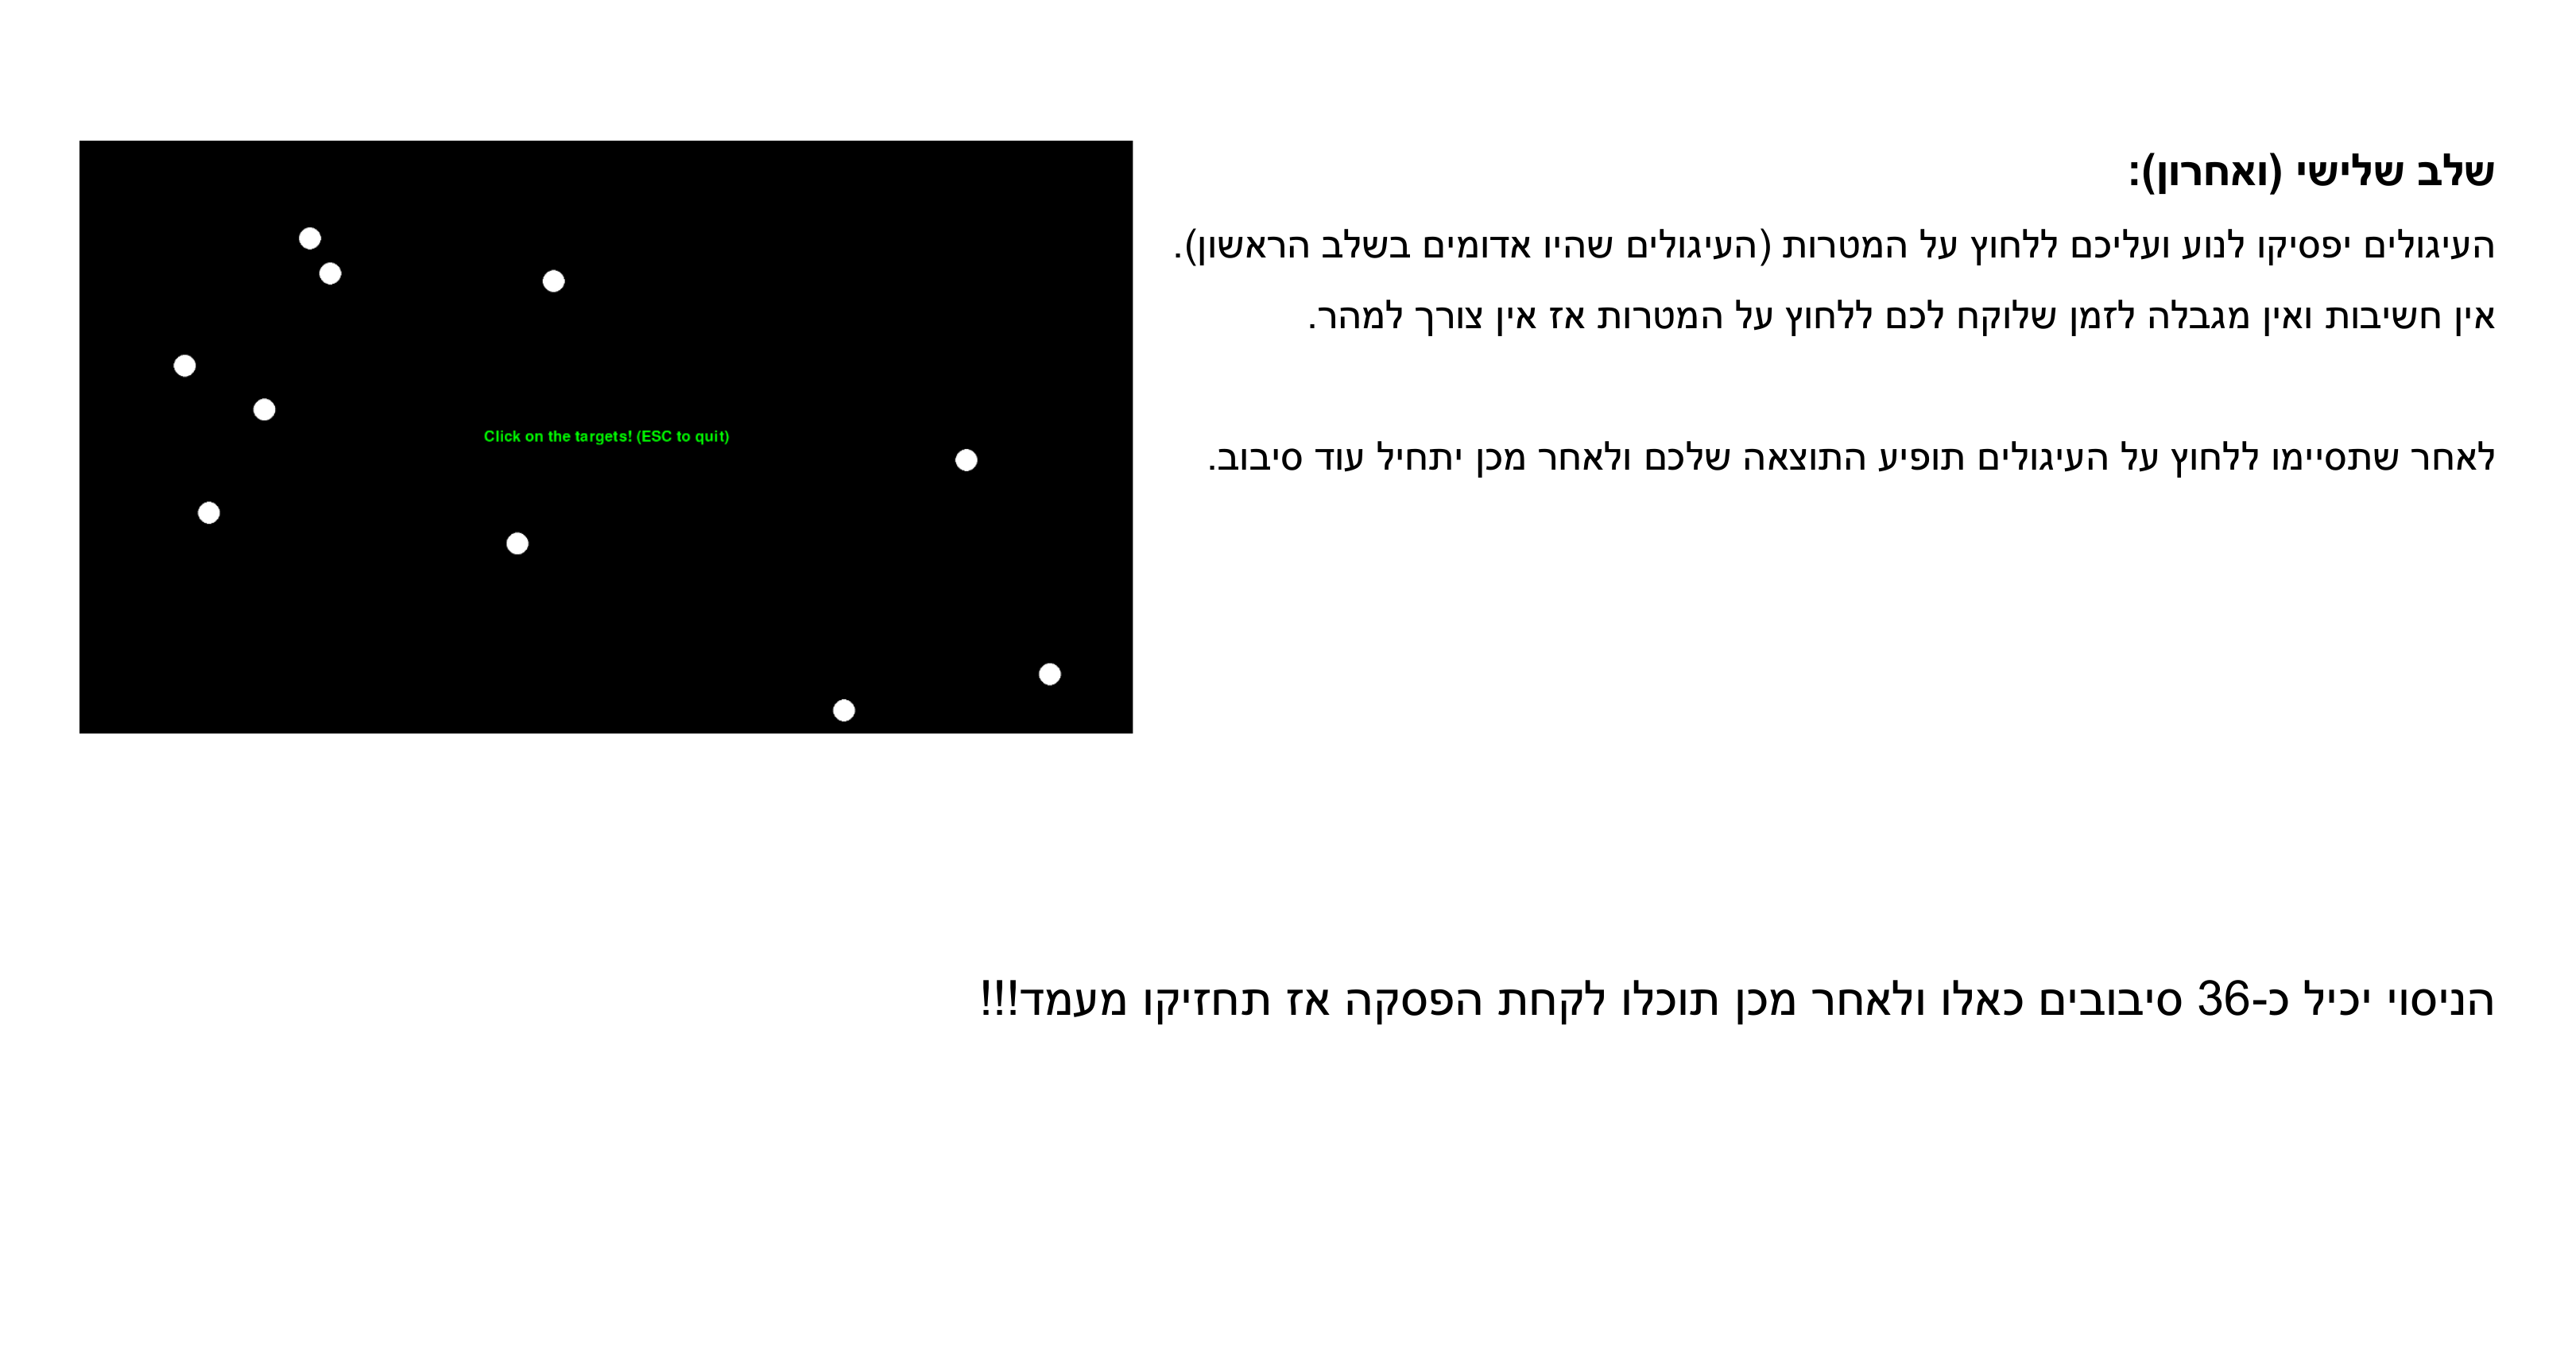 שלב שלישי (ואחרון):
העיגולים יפסיקו לנוע ועליכם ללחוץ על המטרות (העיגולים שהיו אדומים בשלב הראשון).
אין חשיבות ואין מגבלה לזמן שלוקח לכם ללחוץ על המטרות אז אין צורך למהר.
לאחר שתסיימו ללחוץ על העיגולים תופיע התוצאה שלכם ולאחר מכן יתחיל עוד סיבוב.
Click on the targets! (ESC to quit)
הניסוי יכיל כ-36 סיבובים כאלו ולאחר מכן תוכלו לקחת הפסקה אז תחזיקו מעמד!!!